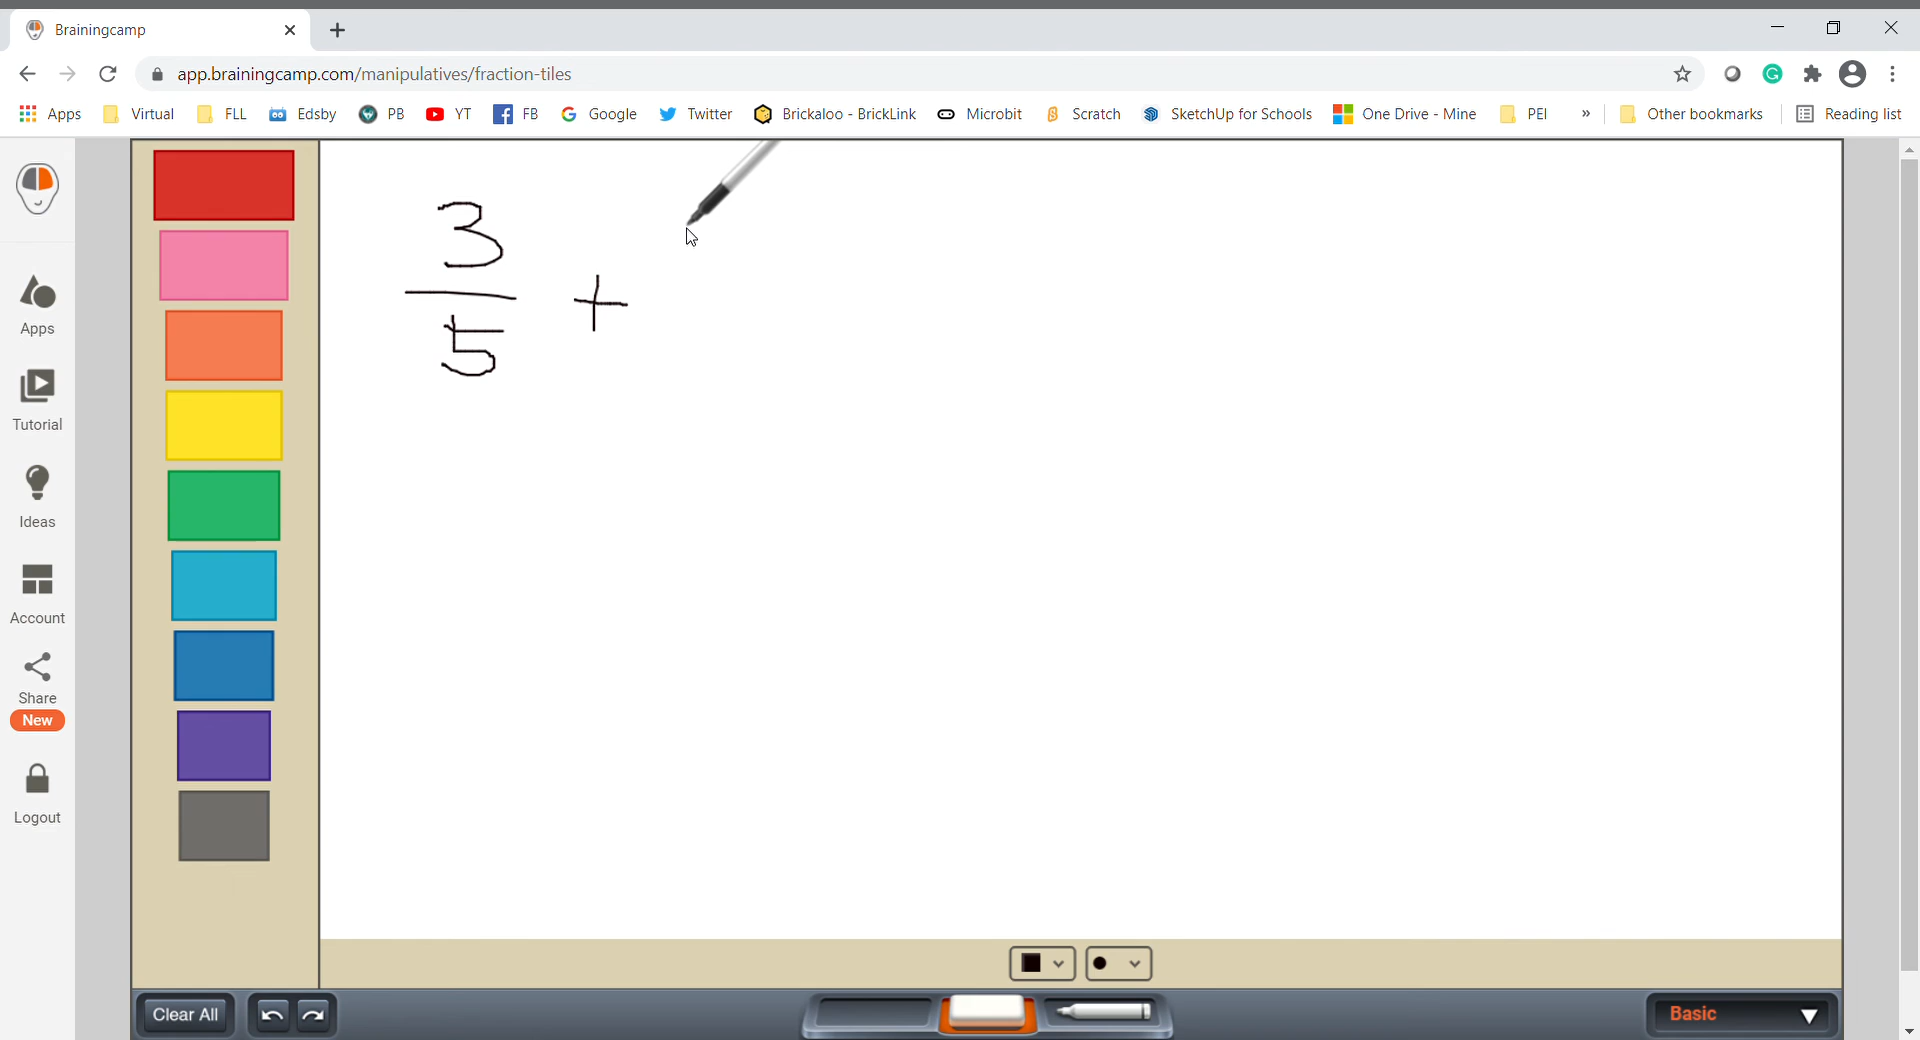 Brainingcamp
app.brainingcamp.com/manipulatives/fraction-tiles
Apps Virtual FLL Edsby PB YT FB Google Twitter Brickaloo - BrickLink Microbit Scratch SketchUp for Schools One Drive - Mine PEI » Other bookmarks Reading list
3
5
+
Apps
Tutorial
Ideas
Account
Share
New
Logout
Clear All
Basic